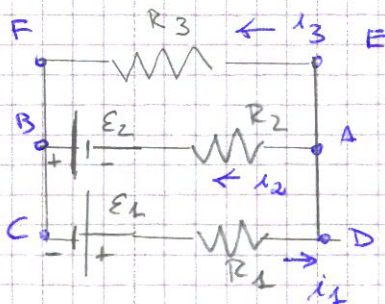 F R3 ← i3 E
B ε2 R2 A
+ - ← i2
C ε1 D
- + R1 →
i1